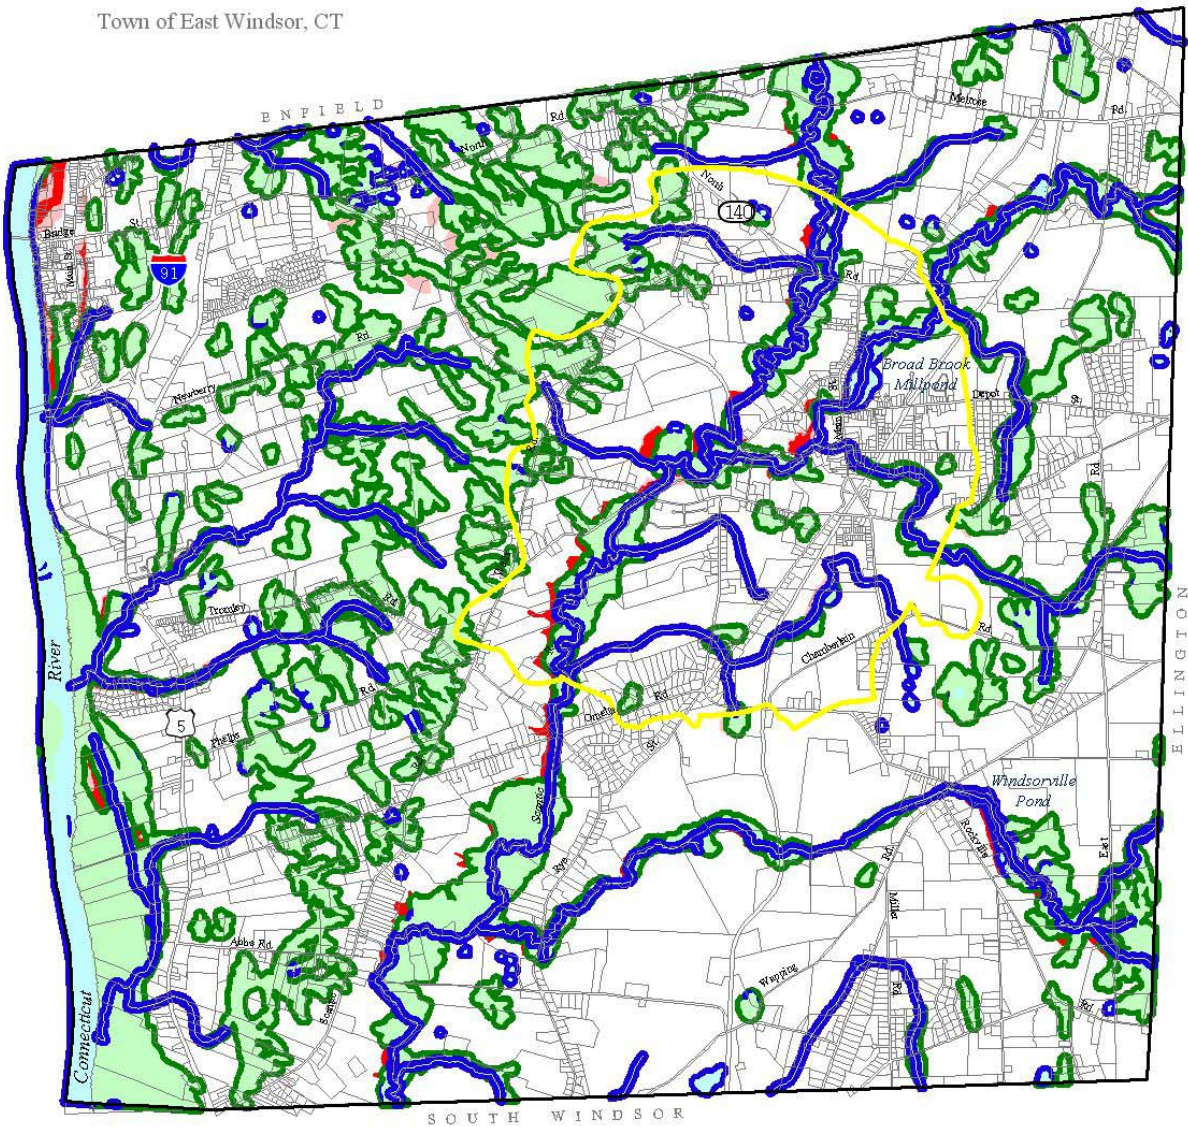 Town of East Windsor, CT
ENFIELD
Melrose
Rd.
Rd.
North
North
140
Bridge
St.
Main St.
91
Rd.
Rd.
Newberry
Broad Brook
Millpond
Depot
St.
Main
St.
Rd.
Rd.
Tromley
Rd.
River
Chamberlain
Rd.
ELLINGTON
5
Phelps
Rd.
Omelia
Rd.
St.
Rd.
Windsorville
Pond
Scantic
Rye
Rockville
East
Rd.
Miller
Rd.
Abbe Rd.
Wapping
Rd.
Scantic
Connecticut
SOUTH WINDSOR